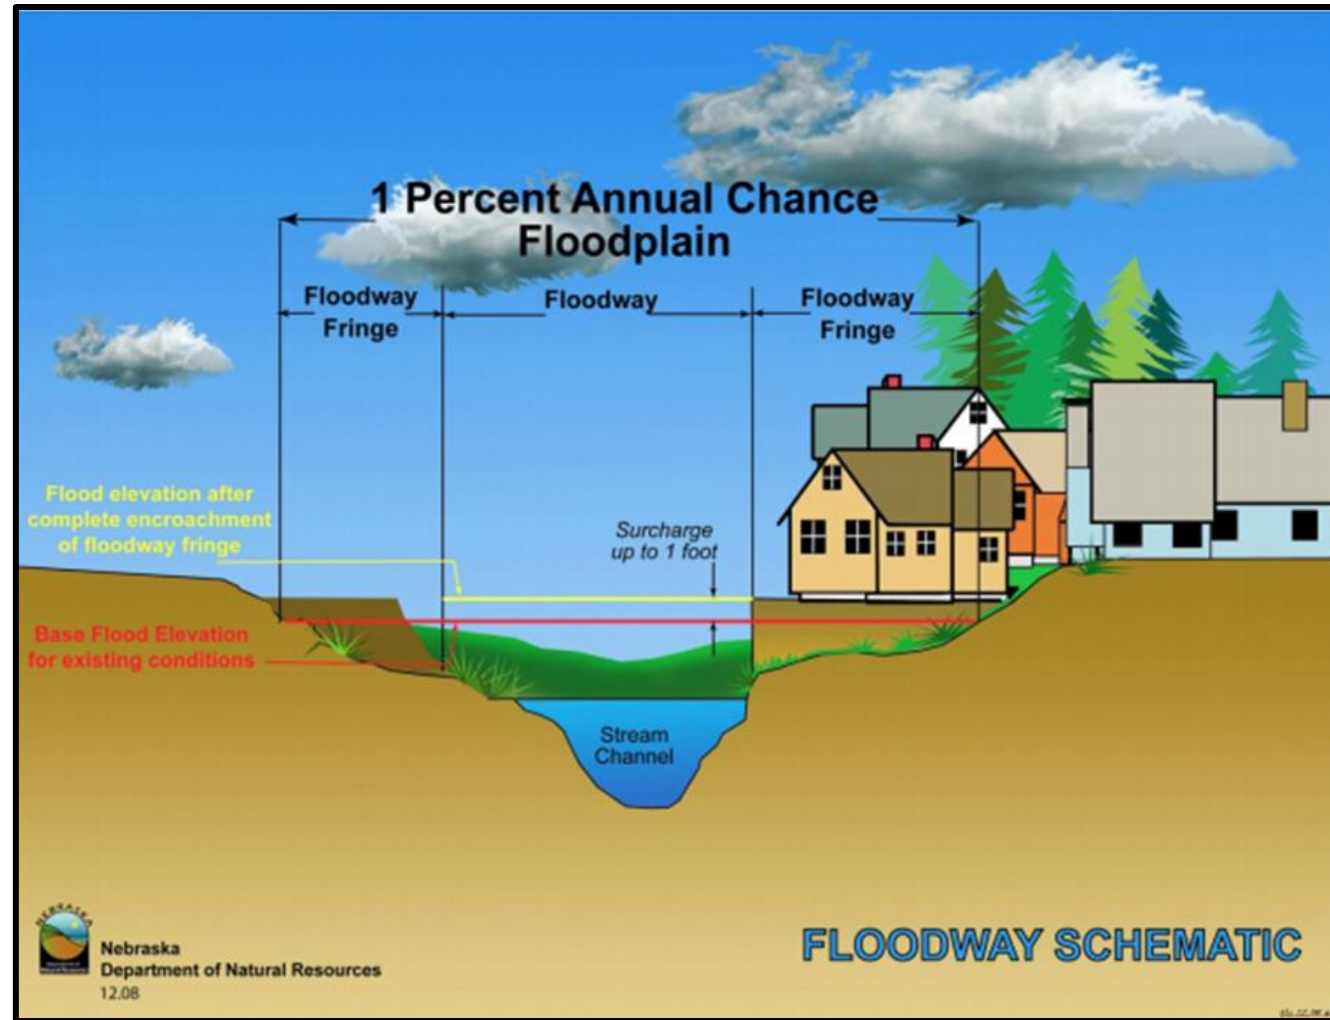 1 Percent Annual Chance
Floodplain
Floodway
Fringe
Floodway
Floodway
Fringe
Flood elevation after
complete encroachment
of floodway fringe
Surcharge
up to 1 foot
Base Flood Elevation
for existing conditions
Stream
Channel
NEBRASKA
Nebraska
Department of Natural Resources
12.08
FLOODWAY SCHEMATIC